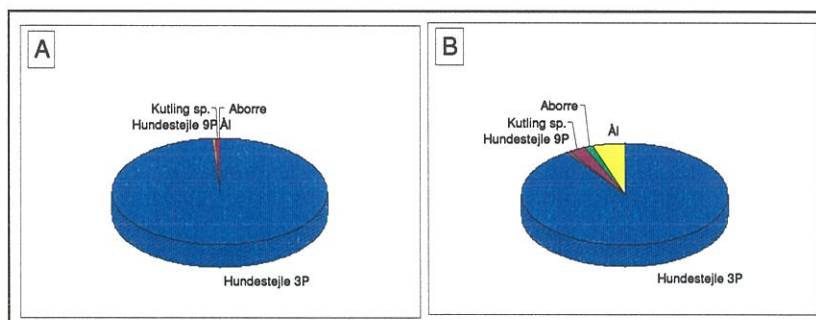 A
Kutling sp.
Aborre
Hundestejle 9P
Ål
Hundestejle 3P
B
Aborre
Kutling sp.
Ål
Hundestejle 9P
Hundestejle 3P